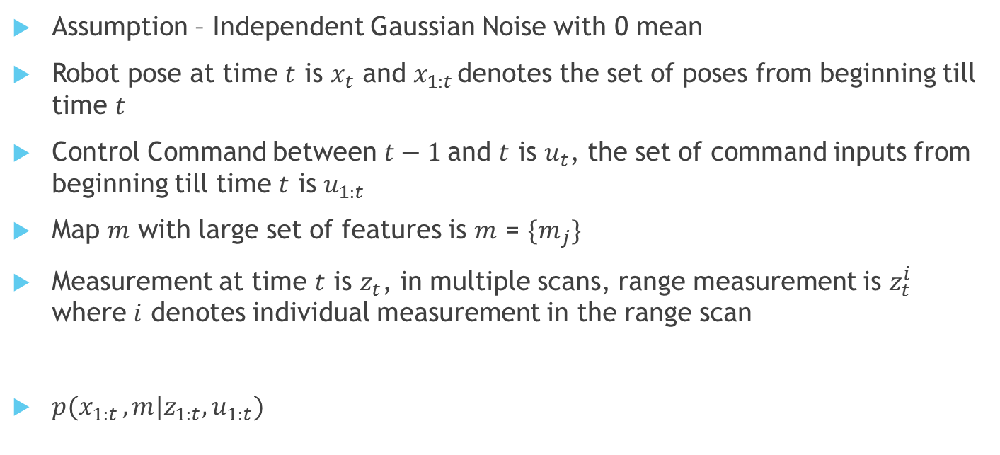 ▶ Assumption – Independent Gaussian Noise with 0 mean
▶ Robot pose at time $t$ is $x_t$ and $x_{1:t}$ denotes the set of poses from beginning till
time $t$
▶ Control Command between $t-1$ and $t$ is $u_t$, the set of command inputs from
beginning till time $t$ is $u_{1:t}$
▶ Map $m$ with large set of features is $m$ = $\{m_j\}$
▶ Measurement at time $t$ is $z_t$, in multiple scans, range measurement is $z_t^i$
where $i$ denotes individual measurement in the range scan
▶ $p(x_{1:t}, m|z_{1:t}, u_{1:t})$